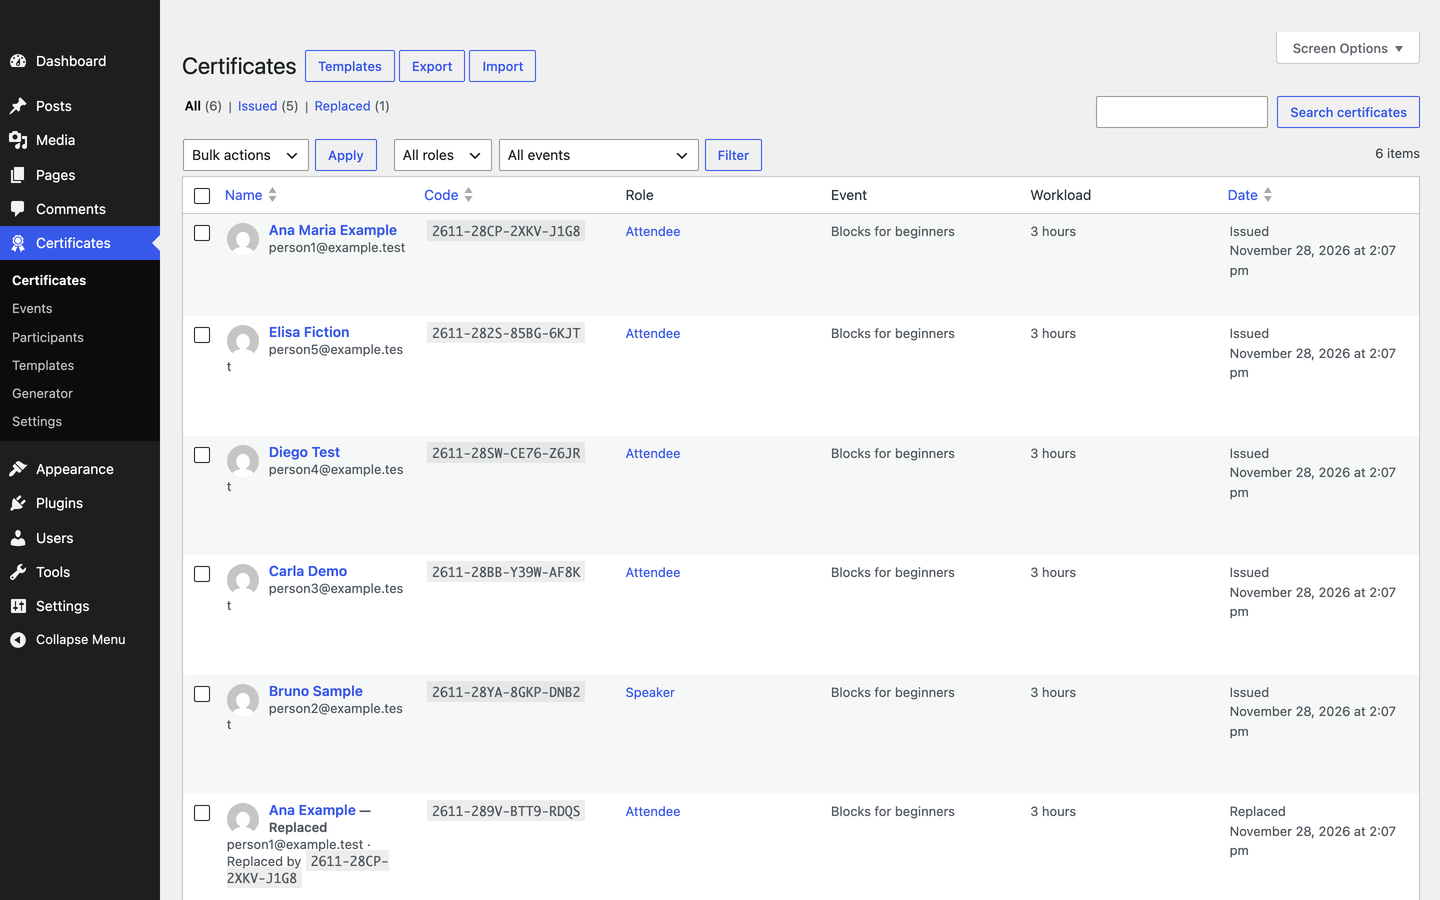 Dashboard
Posts
Media
Pages
Comments
Certificates
Certificates
Events
Participants
Templates
Generator
Settings
Appearance
Plugins
Users
Tools
Settings
Collapse Menu
Screen Options
Certificates Templates Export Import
All (6) | Issued (5) | Replaced (1)
Search certificates
Bulk actions Apply All roles All events Filter
6 items
Name Code Role Event Workload Date
Ana Maria Example 2611-28CP-2XKV-J1G8 Attendee Blocks for beginners 3 hours Issued
person1@example.test November 28, 2026 at 2:07
pm
Elisa Fiction 2611-28ZS-85BG-6KJT Attendee Blocks for beginners 3 hours Issued
person5@example.tes November 28, 2026 at 2:07
t pm
Diego Test 2611-28SW-CE76-Z6JR Attendee Blocks for beginners 3 hours Issued
person4@example.tes November 28, 2026 at 2:07
t pm
Carla Demo 2611-28BB-Y39W-AF8K Attendee Blocks for beginners 3 hours Issued
person3@example.tes November 28, 2026 at 2:07
t pm
Bruno Sample 2611-28YA-8GKP-DNB2 Speaker Blocks for beginners 3 hours Issued
person2@example.tes November 28, 2026 at 2:07
t pm
Ana Example — 2611-289V-BTT9-RDQS Attendee Blocks for beginners 3 hours Replaced
Replaced November 28, 2026 at 2:07
person1@example.test · pm
Replaced by 2611-28CP-
2XKV-J1G8